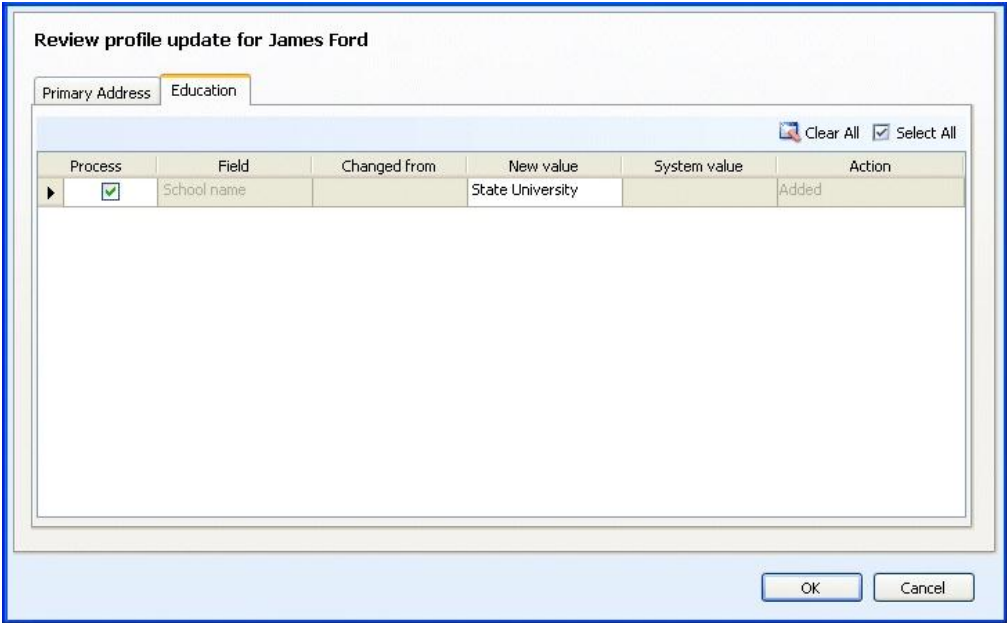 Review profile update for James Ford
Primary Address Education
Clear All Select All
Process Field Changed from New value System value Action
School name State University Added
OK Cancel